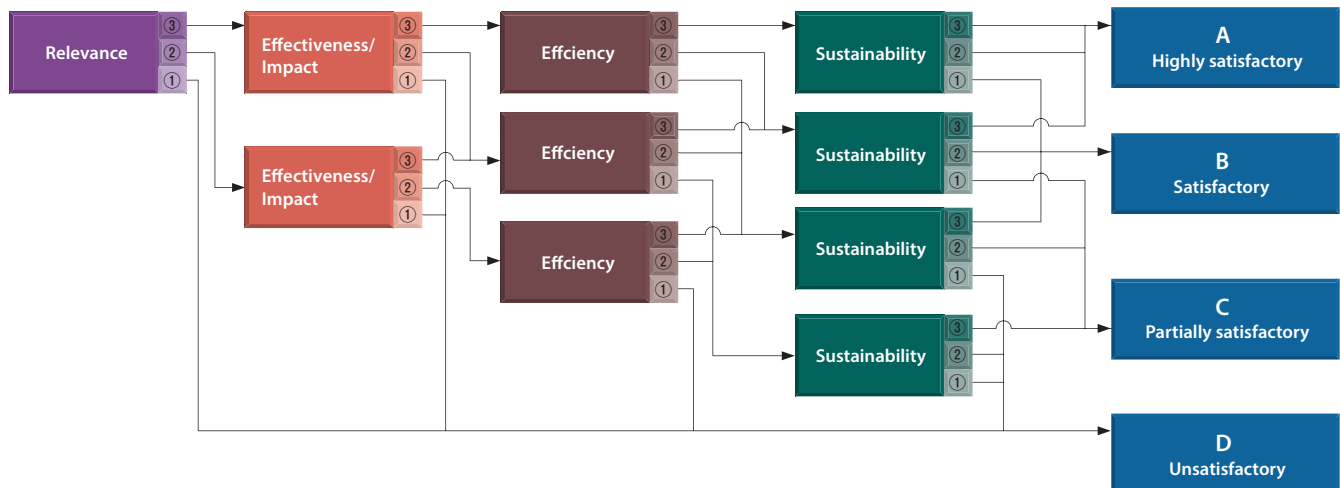 Relevance
③
②
①
Effectiveness/
Impact
③
②
①
Effciency
③
②
①
Sustainability
③
②
①
A
Highly satisfactory
Effectiveness/
Impact
③
②
①
Effciency
③
②
①
Sustainability
③
②
①
B
Satisfactory
Effciency
③
②
①
Sustainability
③
②
①
C
Partially satisfactory
Sustainability
③
②
①
D
Unsatisfactory